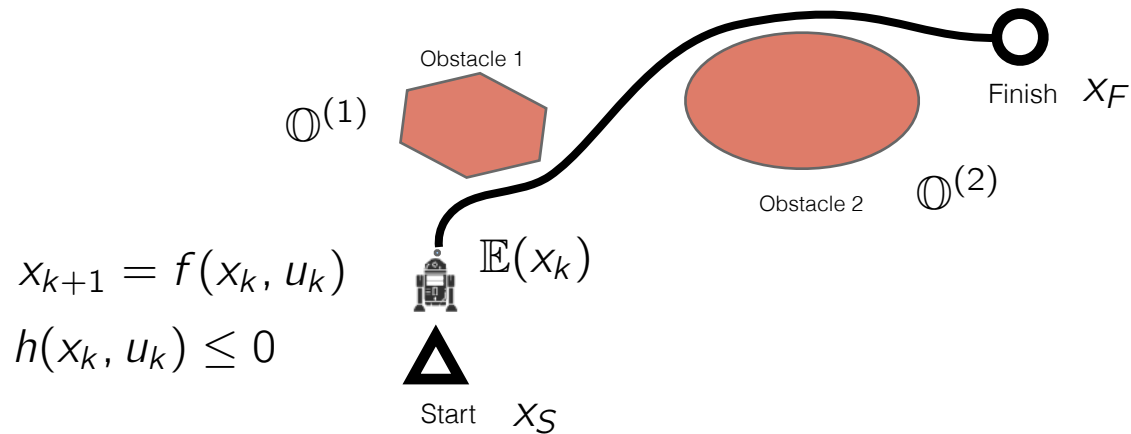 Obstacle 1
𝕆^{(1)}
Finish x_F
Obstacle 2 𝕆^{(2)}
𝔼(x_k)
x_{k+1} = f(x_k, u_k)
h(x_k, u_k) ≤ 0
Start x_S